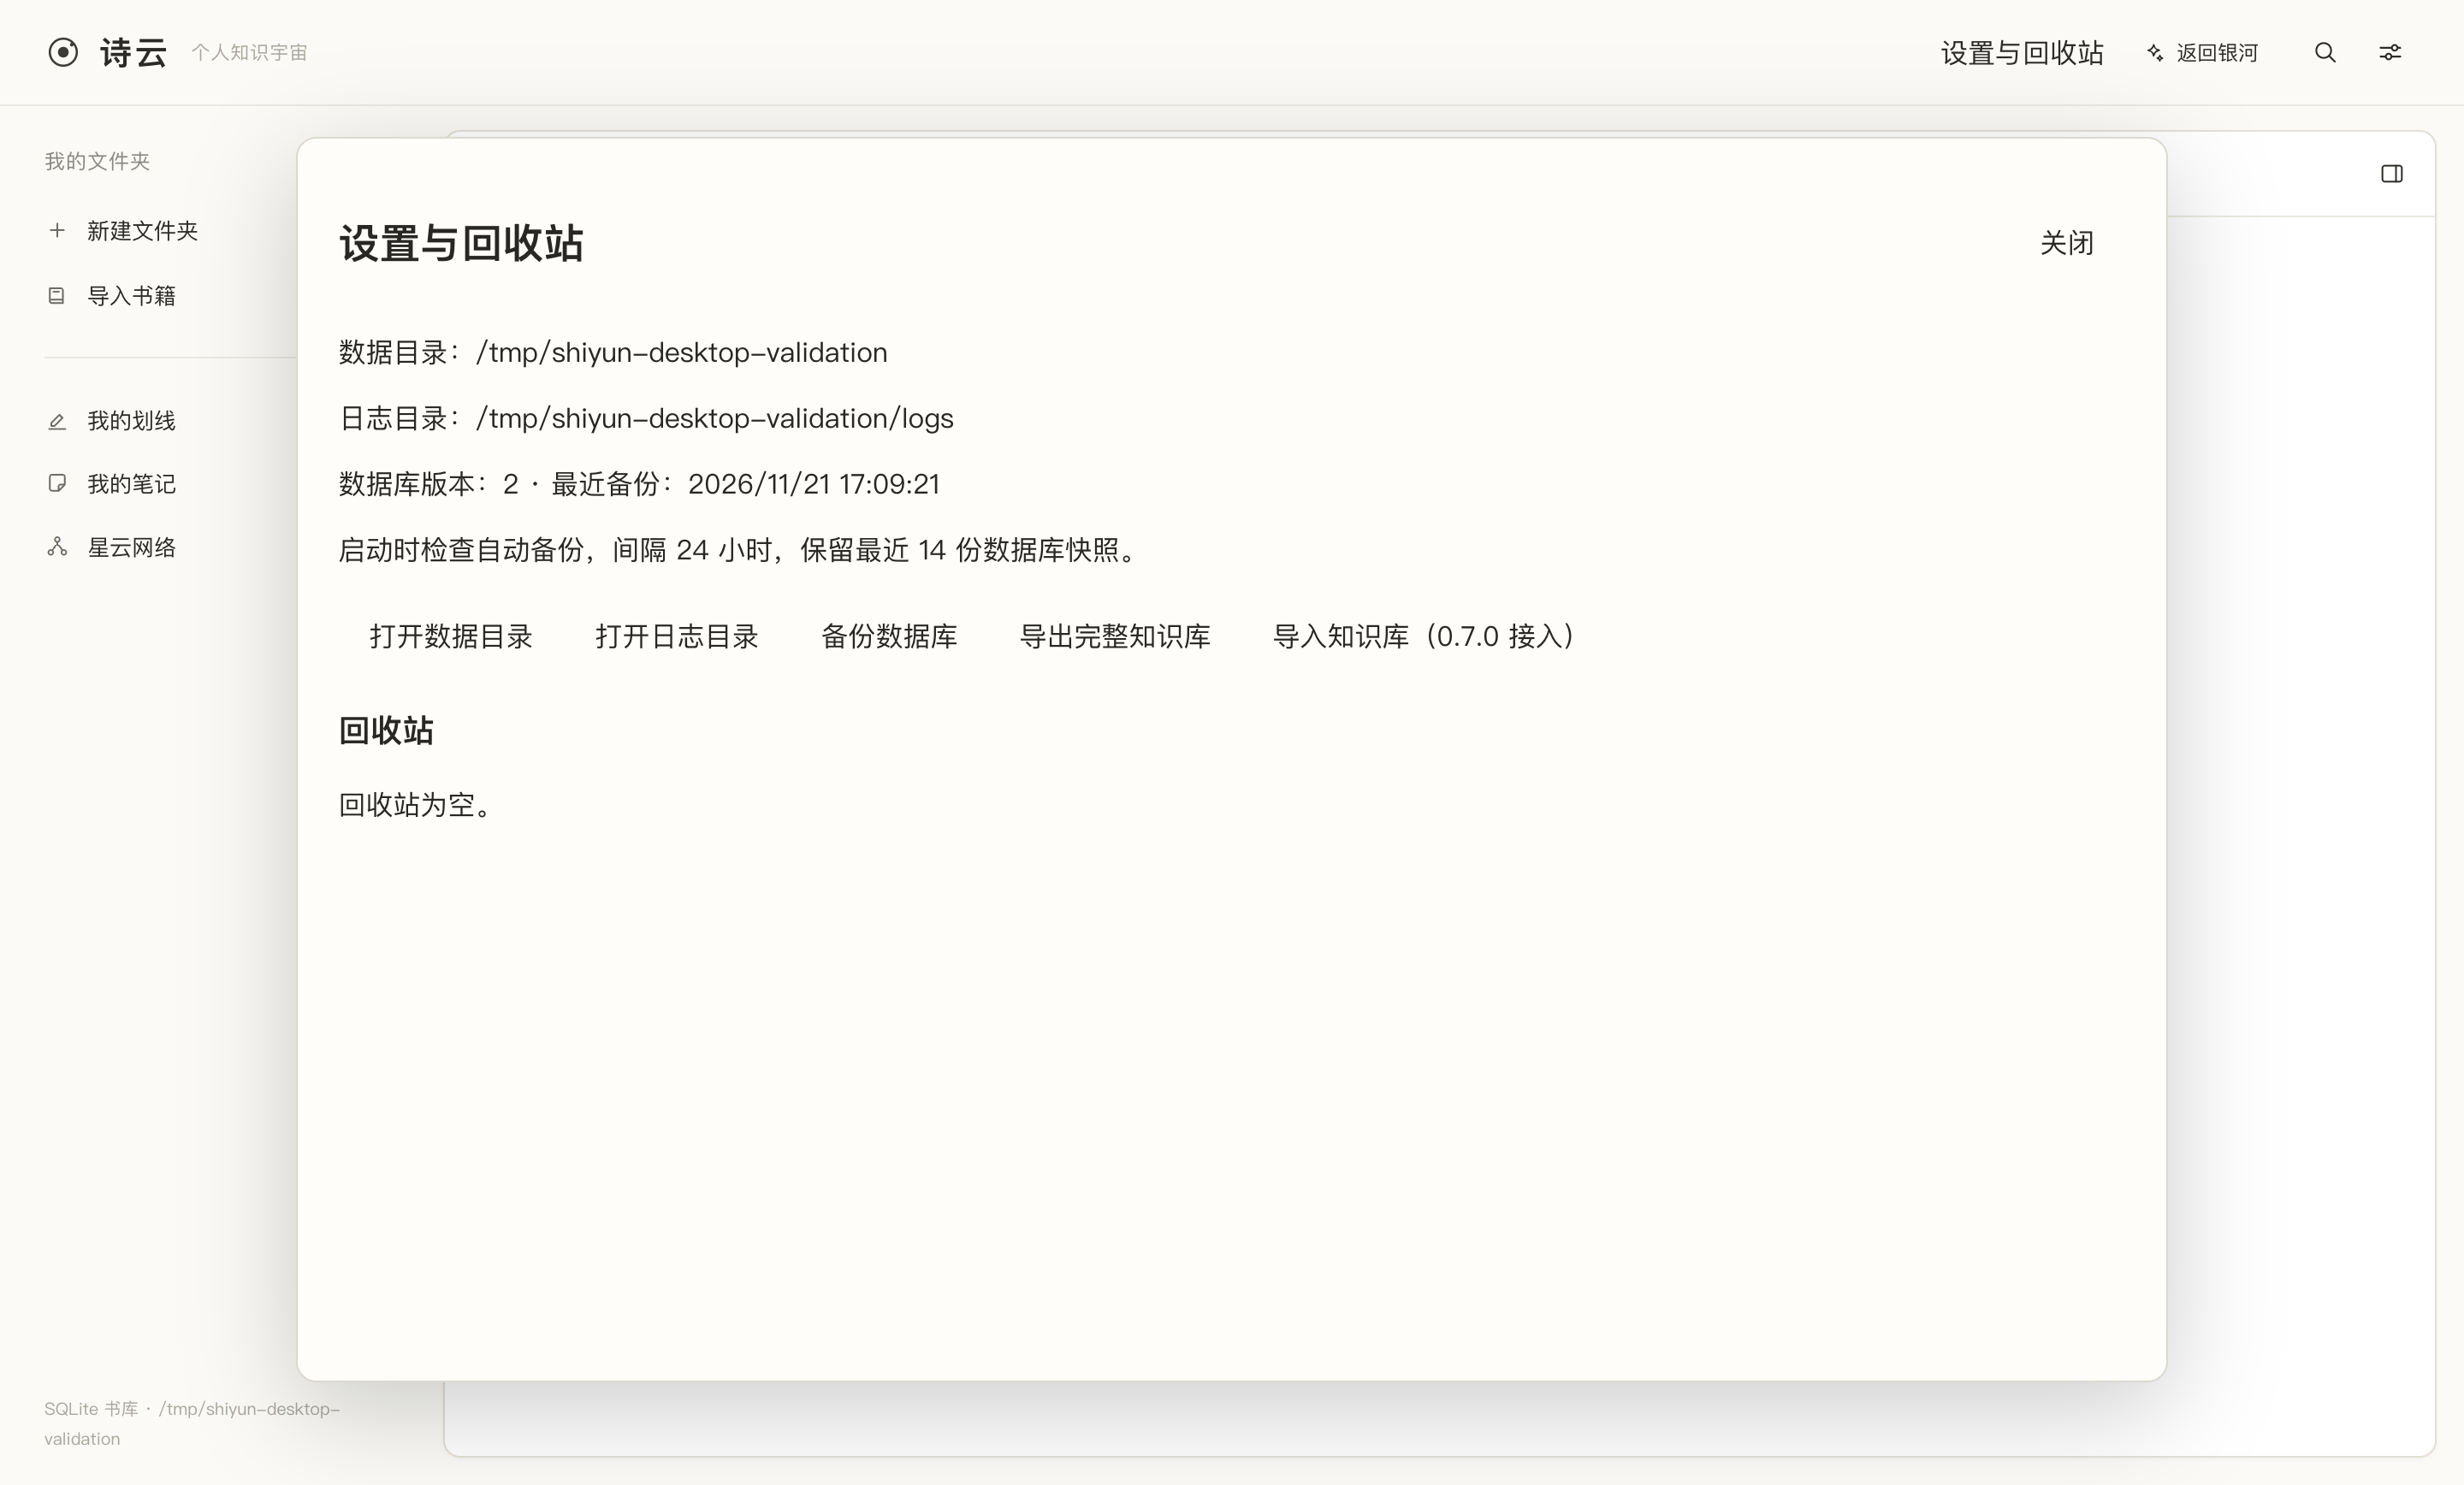 诗云 个人知识宇宙
设置与回收站 返回银河
我的文件夹
新建文件夹
导入书籍
我的划线
我的笔记
星云网络
SQLite 书库 · /tmp/shiyun-desktop-
validation
设置与回收站
关闭
数据目录：/tmp/shiyun-desktop-validation
日志目录：/tmp/shiyun-desktop-validation/logs
数据库版本：2 · 最近备份：2026/11/21 17:09:21
启动时检查自动备份，间隔 24 小时，保留最近 14 份数据库快照。
打开数据目录 打开日志目录 备份数据库 导出完整知识库 导入知识库（0.7.0 接入）
回收站
回收站为空。